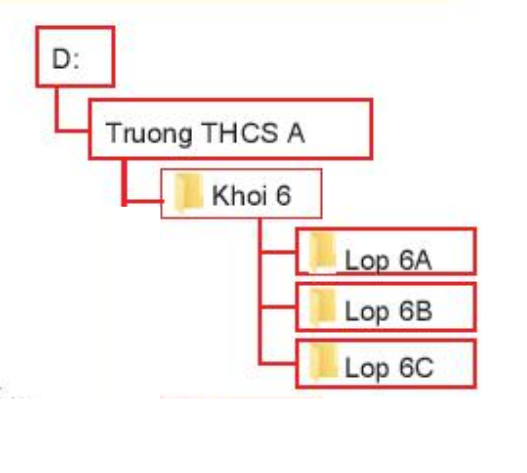 D:
Truong THCS A
Khoi 6
Lop 6A
Lop 6B
Lop 6C